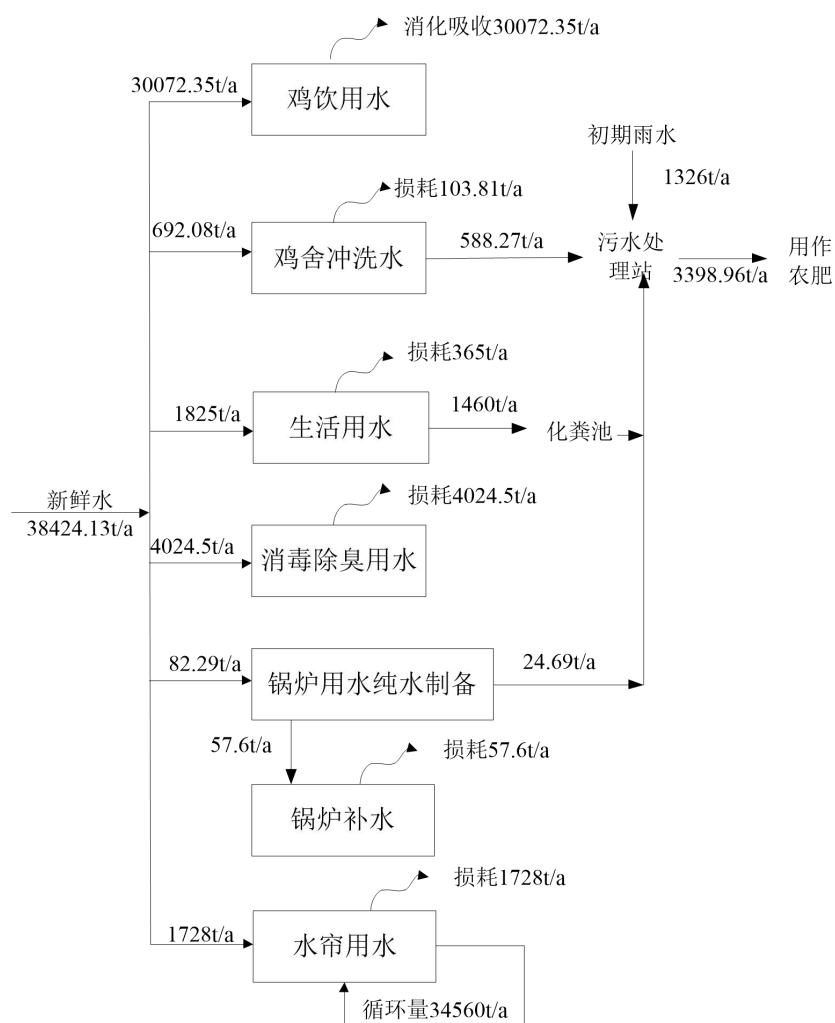 消化吸收30072.35t/a
30072.35t/a
鸡饮用水
初期雨水
1326t/a
损耗103.81t/a
692.08t/a
鸡舍冲洗水
588.27t/a
污水处
理站
3398.96t/a
用作
农肥
损耗365t/a
1825t/a
生活用水
1460t/a
化粪池
新鲜水
38424.13t/a
损耗4024.5t/a
4024.5t/a
消毒除臭用水
82.29t/a
锅炉用水纯水制备
24.69t/a
57.6t/a
损耗57.6t/a
锅炉补水
损耗1728t/a
1728t/a
水帘用水
循环量34560t/a